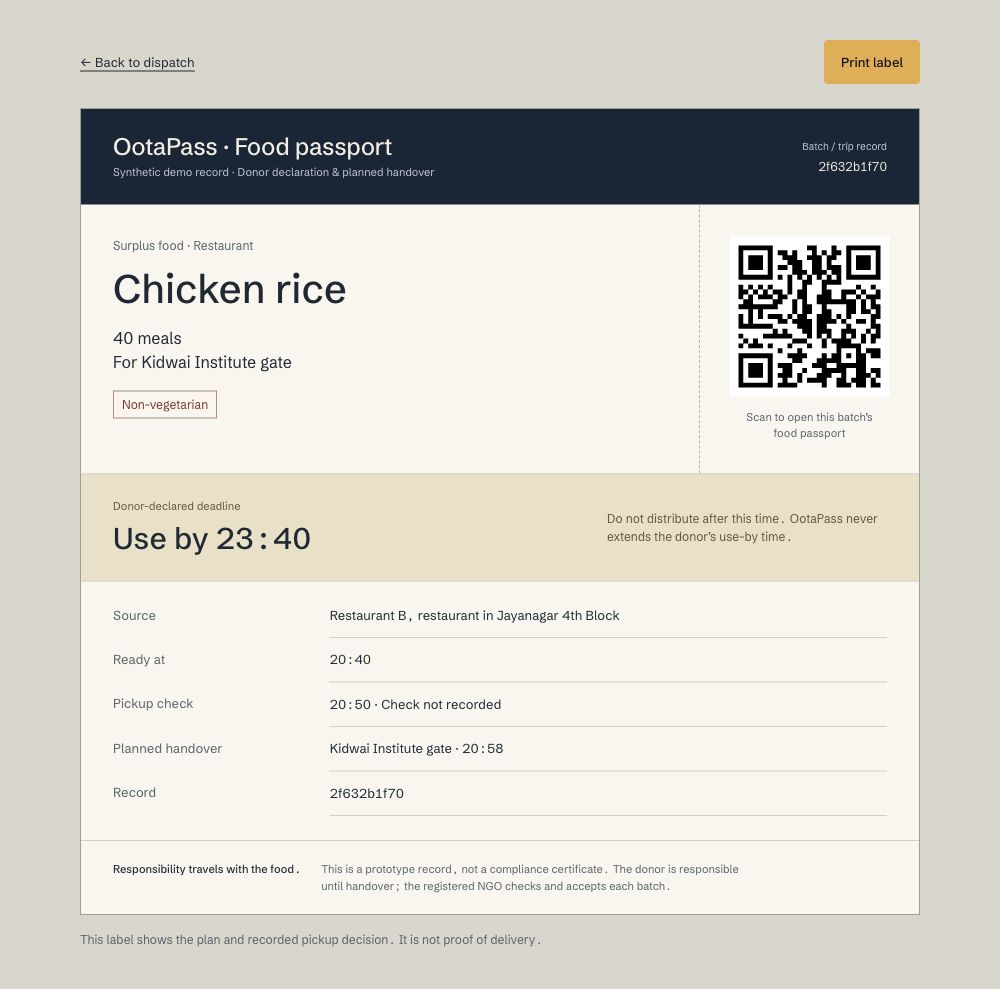 ← Back to dispatch
Print label
OotaPass · Food passport
Synthetic demo record · Donor declaration & planned handover
Batch / trip record
2f632b1f70
Surplus food · Restaurant
Chicken rice
40 meals
For Kidwai Institute gate
Non-vegetarian
Scan to open this batch's
food passport
Donor-declared deadline
Use by 23:40
Do not distribute after this time. OotaPass never
extends the donor's use-by time.
Source
Restaurant B, restaurant in Jayanagar 4th Block
Ready at
20:40
Pickup check
20:50 · Check not recorded
Planned handover
Kidwai Institute gate · 20:58
Record
2f632b1f70
Responsibility travels with the food.
This is a prototype record, not a compliance certificate. The donor is responsible
until handover; the registered NGO checks and accepts each batch.
This label shows the plan and recorded pickup decision. It is not proof of delivery.